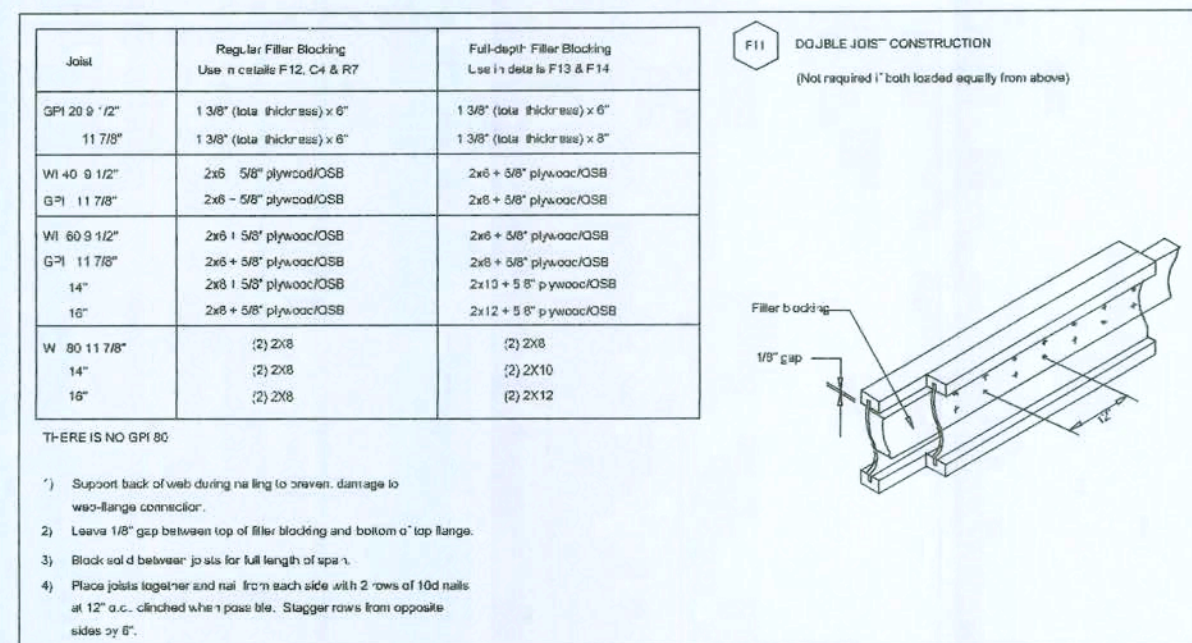 Joist
Regular Filler Blocking
Use in details F12, C4 & R7
Full-depth Filler Blocking
Use in details F13 & F14
GPI 20 9 1/2" 1 3/8" (total thickness) x 6" 1 3/8" (total thickness) x 6"
11 7/8" 1 3/8" (total thickness) x 6" 1 3/8" (total thickness) x 8"
WI 40 9 1/2" 2x6 + 5/8" plywood/OSB 2x6 + 5/8" plywood/OSB
GPI 11 7/8" 2x6 + 5/8" plywood/OSB 2x8 + 5/8" plywood/OSB
WI 60 9 1/2" 2x6 + 5/8" plywood/OSB 2x6 + 5/8" plywood/OSB
GPI 11 7/8" 2x6 + 5/8" plywood/OSB 2x8 + 5/8" plywood/OSB
14" 2x8 + 5/8" plywood/OSB 2x10 + 5/8" plywood/OSB
16" 2x8 + 5/8" plywood/OSB 2x12 + 5/8" plywood/OSB
WI 80 11 7/8" (2) 2X8 (2) 2X8
14" (2) 2X8 (2) 2X10
16" (2) 2X8 (2) 2X12
THERE IS NO GPI 80
1) Support back of web during nailing to prevent damage to
web-flange connection.
2) Leave 1/8" gap between top of filler blocking and bottom of top flange.
3) Block solid between joists for full length of span.
4) Place joists together and nail from each side with 2 rows of 10d nails
at 12" o.c. clinched when possible. Stagger rows from opposite
sides by 6".
F11
DOUBLE JOIST CONSTRUCTION
(Not required if both loaded equally from above)
Filler blocking
1/8" gap
12"